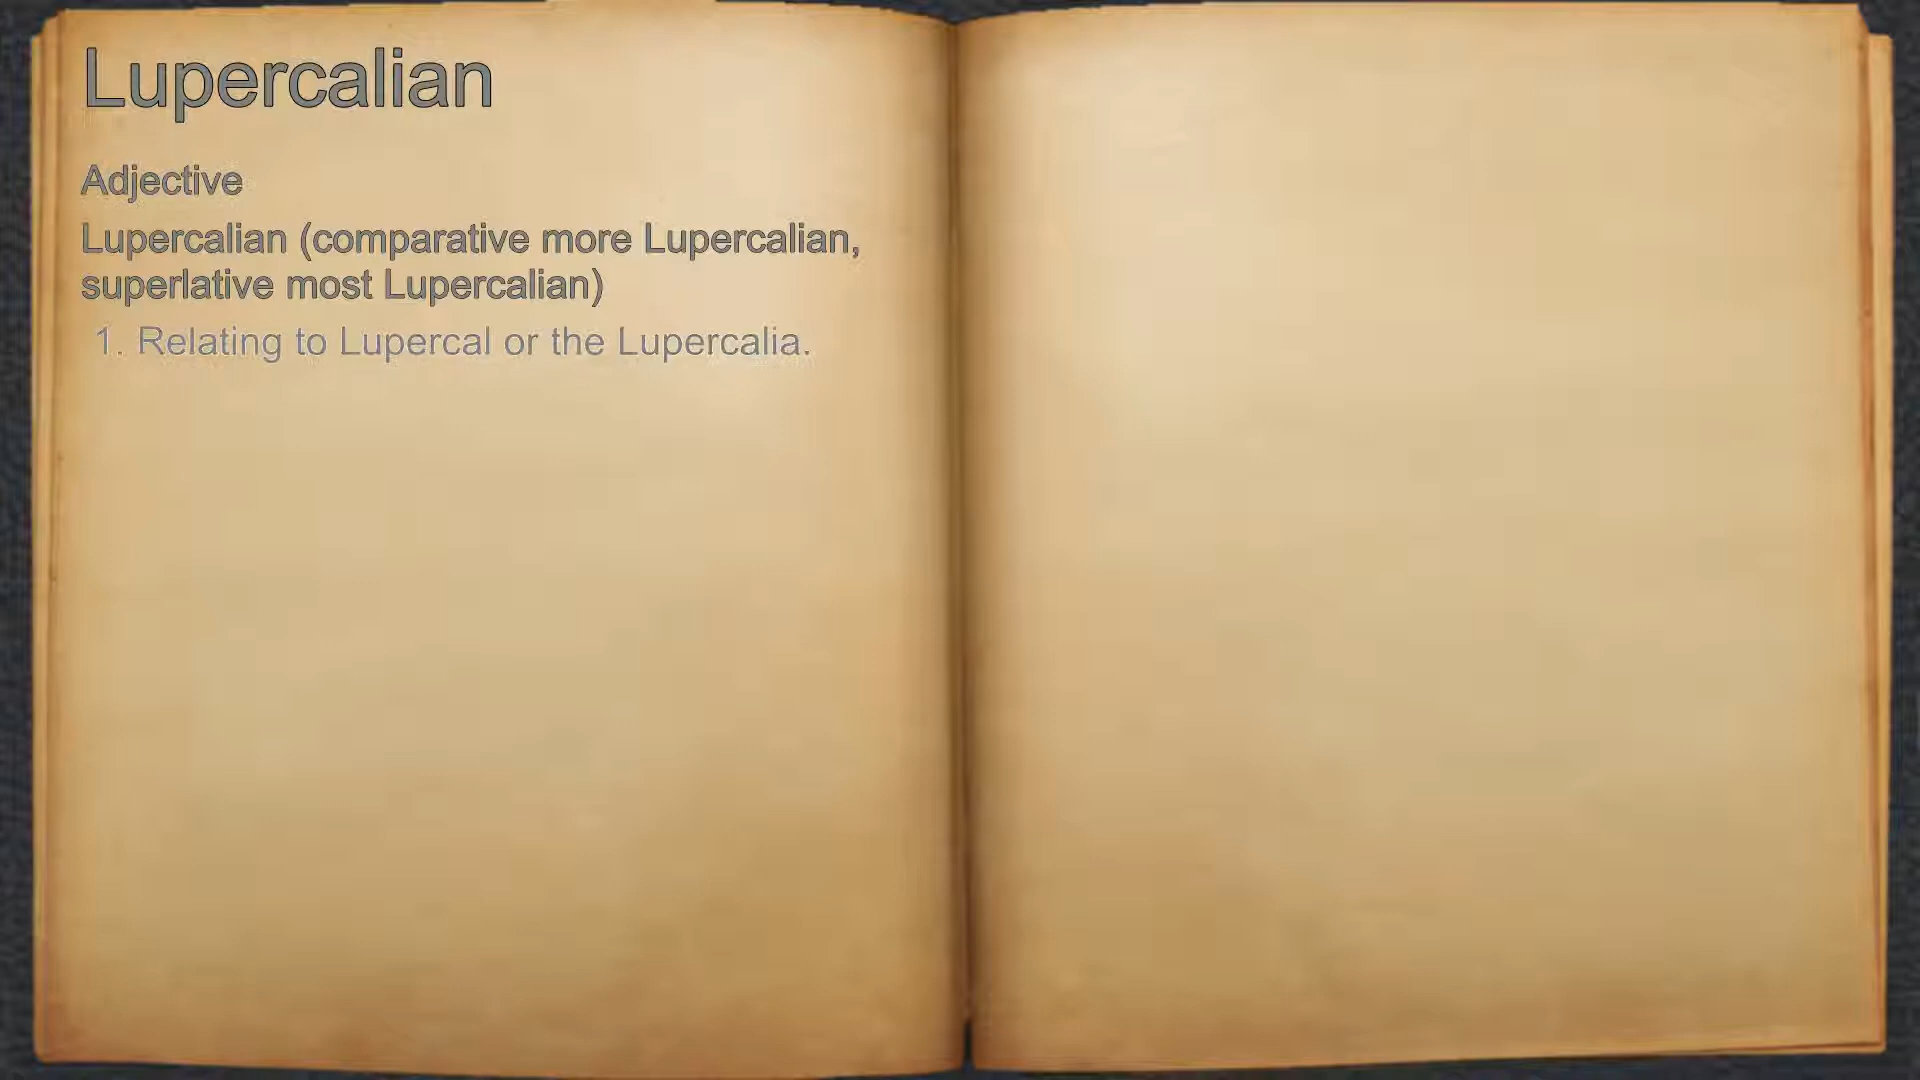 Lupercalian
Adjective
Lupercalian (comparative more Lupercalian,
superlative most Lupercalian)
1. Relating to Lupercal or the Lupercalia.